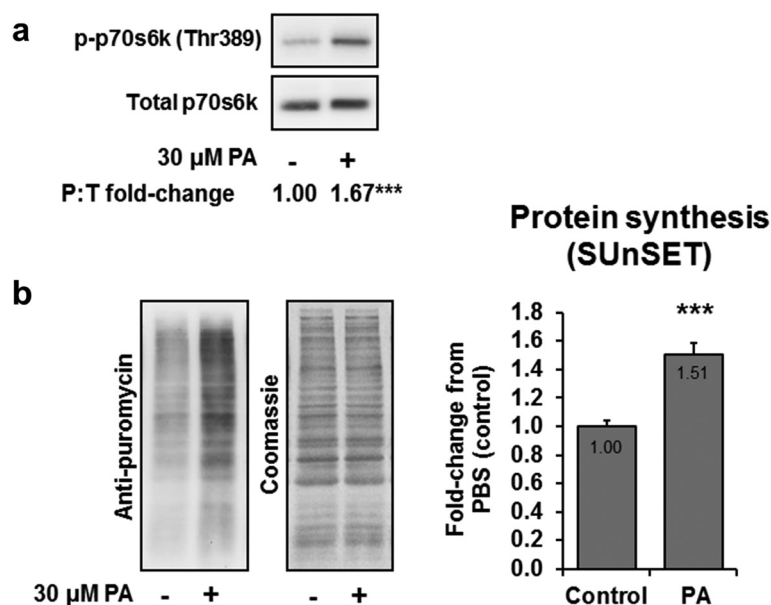 a
p-p70s6k (Thr389)
Total p70s6k
30 µM PA - +
P:T fold-change 1.00 1.67***
b
Anti-puromycin
Coomassie
30 µM PA - + - +
Protein synthesis
(SUnSET)
Fold-change from
PBS (control)
1.8
1.6
1.4
1.2
1.0
0.8
0.6
0.4
0.2
0.0
***
1.00
1.51
Control PA